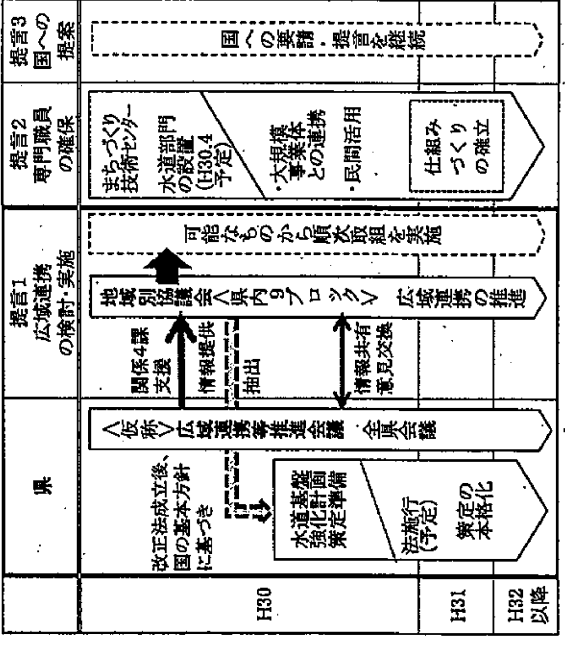 県
提言1
広域連携
の検討・実施
提言2
専門職員
の確保
提言3
国への
提案
H30
H31
H32
以降
改正法成立後、
国の基本方針
に基づき
水道基盤
強化計画
策定準備
法施行
(予定)
策定の
本格化
<仮称>広域連携等推進会議 全県会議
関係4課
支援
情報提供
抽出
情報共有
意見交換
地域別協議会<県内9ブロック> 広域連携の推進
可能なものから順次取組を実施
まちづくり
技術センター
水道部門
の設置
(H30.4
予定)
・大規模
事業体
との連携
・民間活用
仕組み
づくり
の確立
国への要請・提言を継続